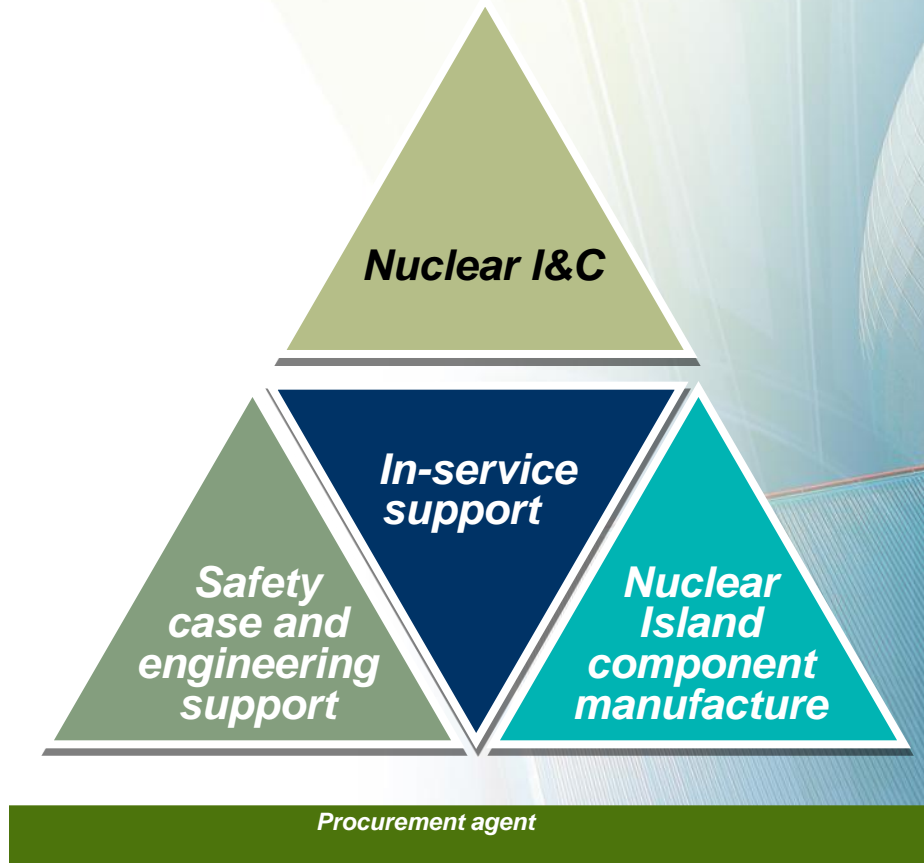 Nuclear I&C
In-service
support
Safety
case and
engineering
support
Nuclear
Island
component
manufacture
Procurement agent